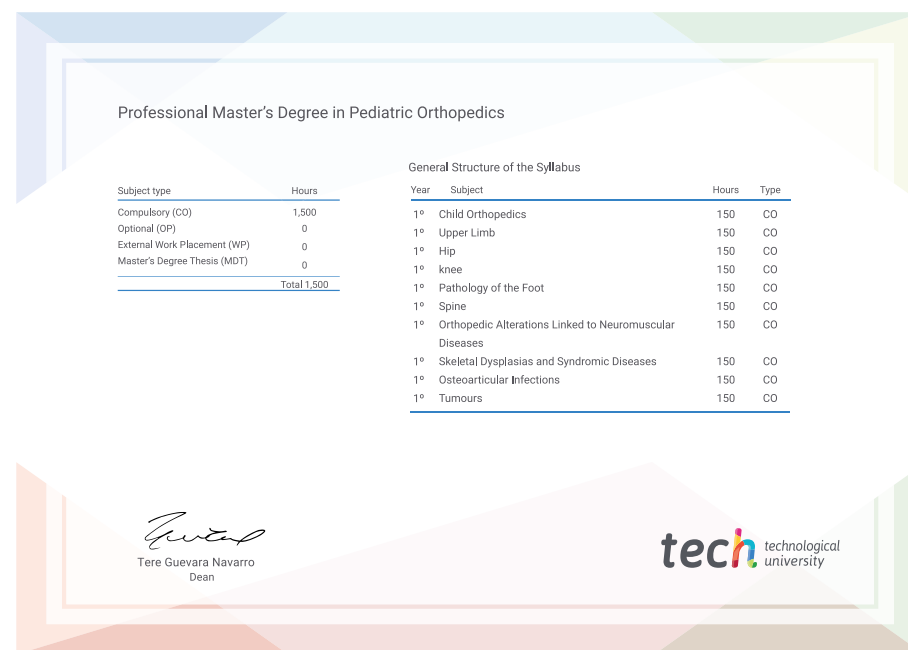 Professional Master's Degree in Pediatric Orthopedics
Subject type Hours
Compulsory (CO) 1,500
Optional (OP) 0
External Work Placement (WP) 0
Master's Degree Thesis (MDT) 0
Total 1,500
General Structure of the Syllabus
Year Subject Hours Type
1º Child Orthopedics 150 CO
1º Upper Limb 150 CO
1º Hip 150 CO
1º knee 150 CO
1º Pathology of the Foot 150 CO
1º Spine 150 CO
1º Orthopedic Alterations Linked to Neuromuscular 150 CO
Diseases
1º Skeletal Dysplasias and Syndromic Diseases 150 CO
1º Osteoarticular Infections 150 CO
1º Tumours 150 CO
Tere Guevara Navarro
Dean
tech technological
university